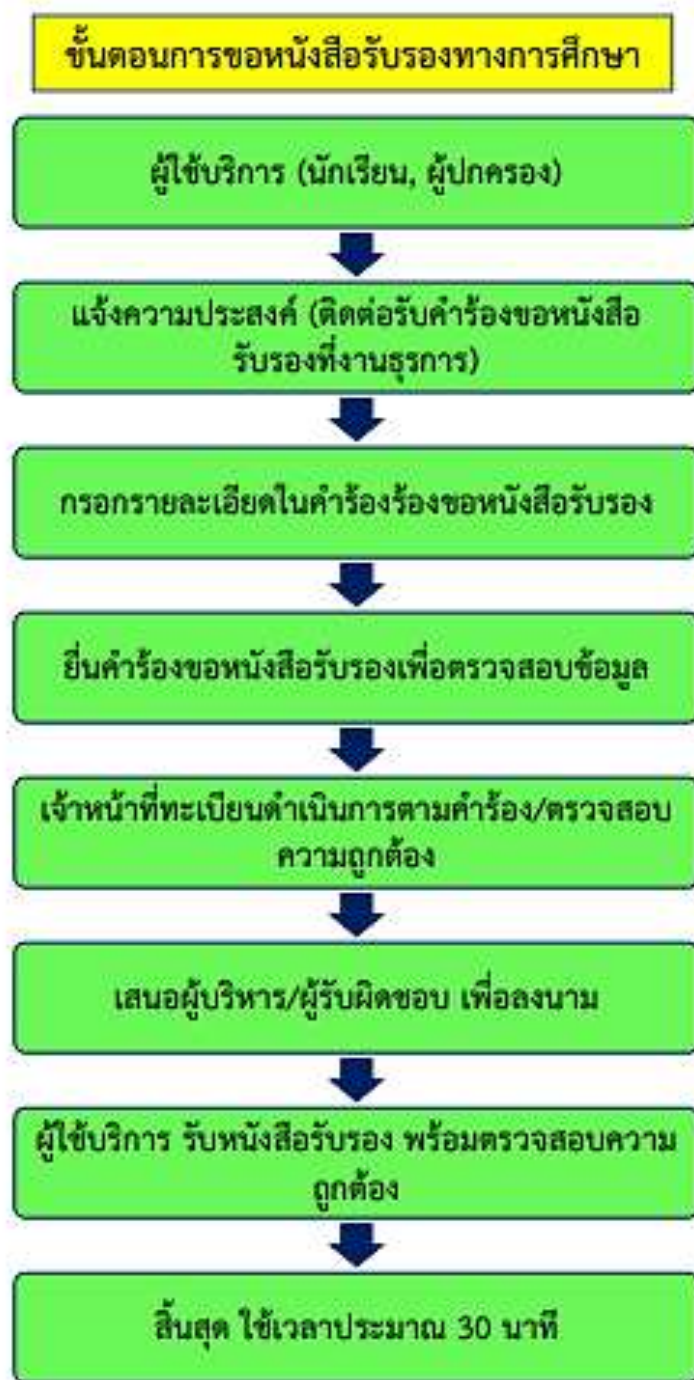 ขั้นตอนการขอหนังสือรับรองทางการศึกษา
ผู้ใช้บริการ (นักเรียน, ผู้ปกครอง)
แจ้งความประสงค์ (ติดต่อรับคำร้องขอหนังสือ
รับรองที่งานธุรการ)
กรอกรายละเอียดในคำร้องร้องขอหนังสือรับรอง
ยื่นคำร้องขอหนังสือรับรองเพื่อตรวจสอบข้อมูล
เจ้าหน้าที่ทะเบียนดำเนินการตามคำร้อง/ตรวจสอบ
ความถูกต้อง
เสนอผู้บริหาร/ผู้รับผิดชอบ เพื่อลงนาม
ผู้ใช้บริการ รับหนังสือรับรอง พร้อมตรวจสอบความ
ถูกต้อง
สิ้นสุด ใช้เวลาประมาณ 30 นาที